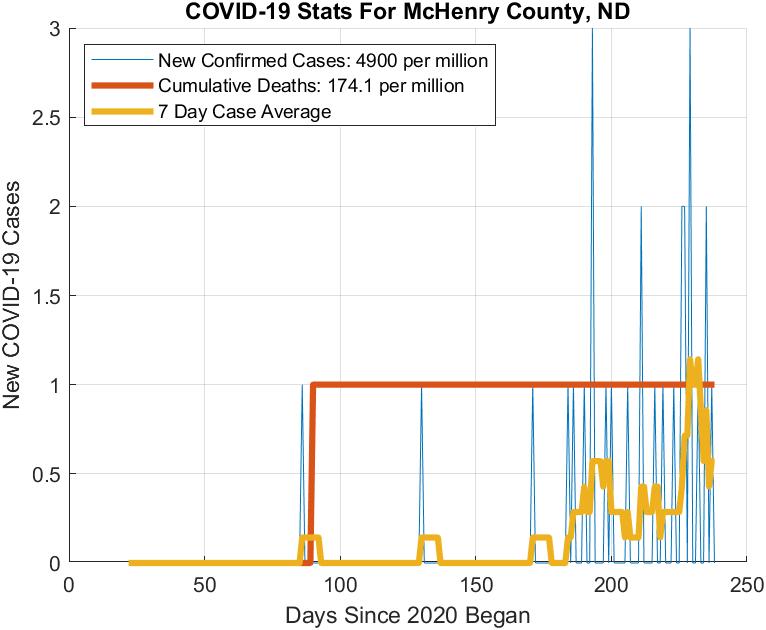 COVID-19 Stats For McHenry County, ND
New Confirmed Cases: 4900 per million
Cumulative Deaths: 174.1 per million
7 Day Case Average
New COVID-19 Cases
3
2.5
2
1.5
1
0.5
0
0 50 100 150 200 250
Days Since 2020 Began